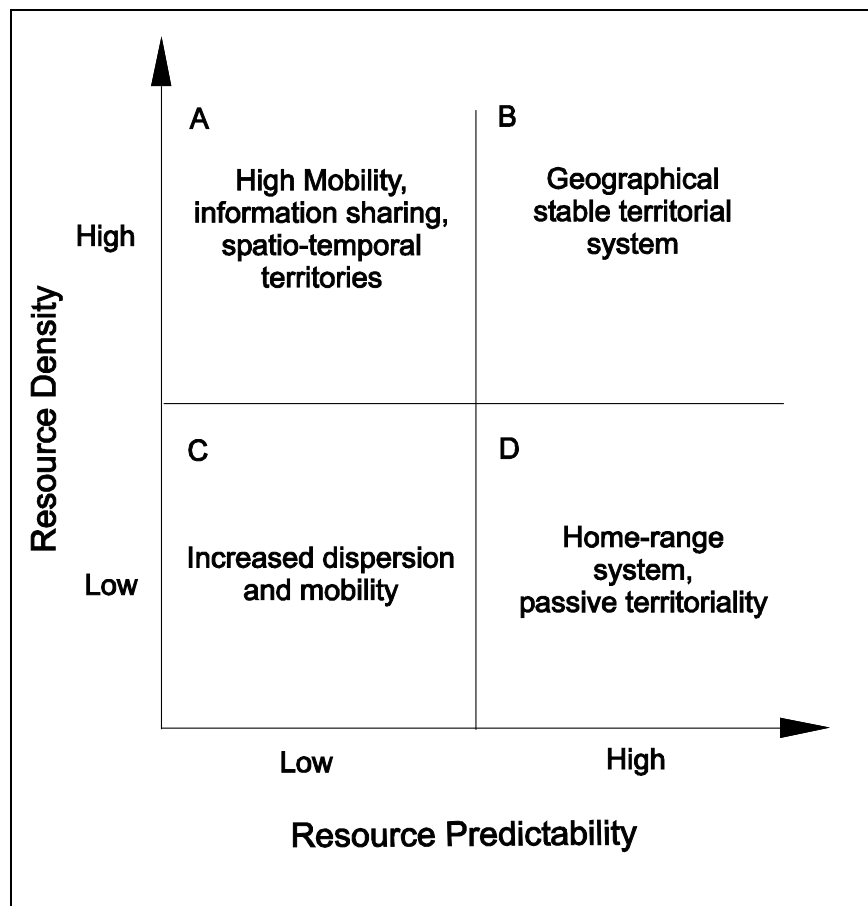 A
High Mobility,
information sharing,
spatio-temporal
territories
B
Geographical
stable territorial
system
High
Resource Density
C
Increased dispersion
and mobility
D
Home-range
system,
passive territoriality
Low
Low
High
Resource Predictability